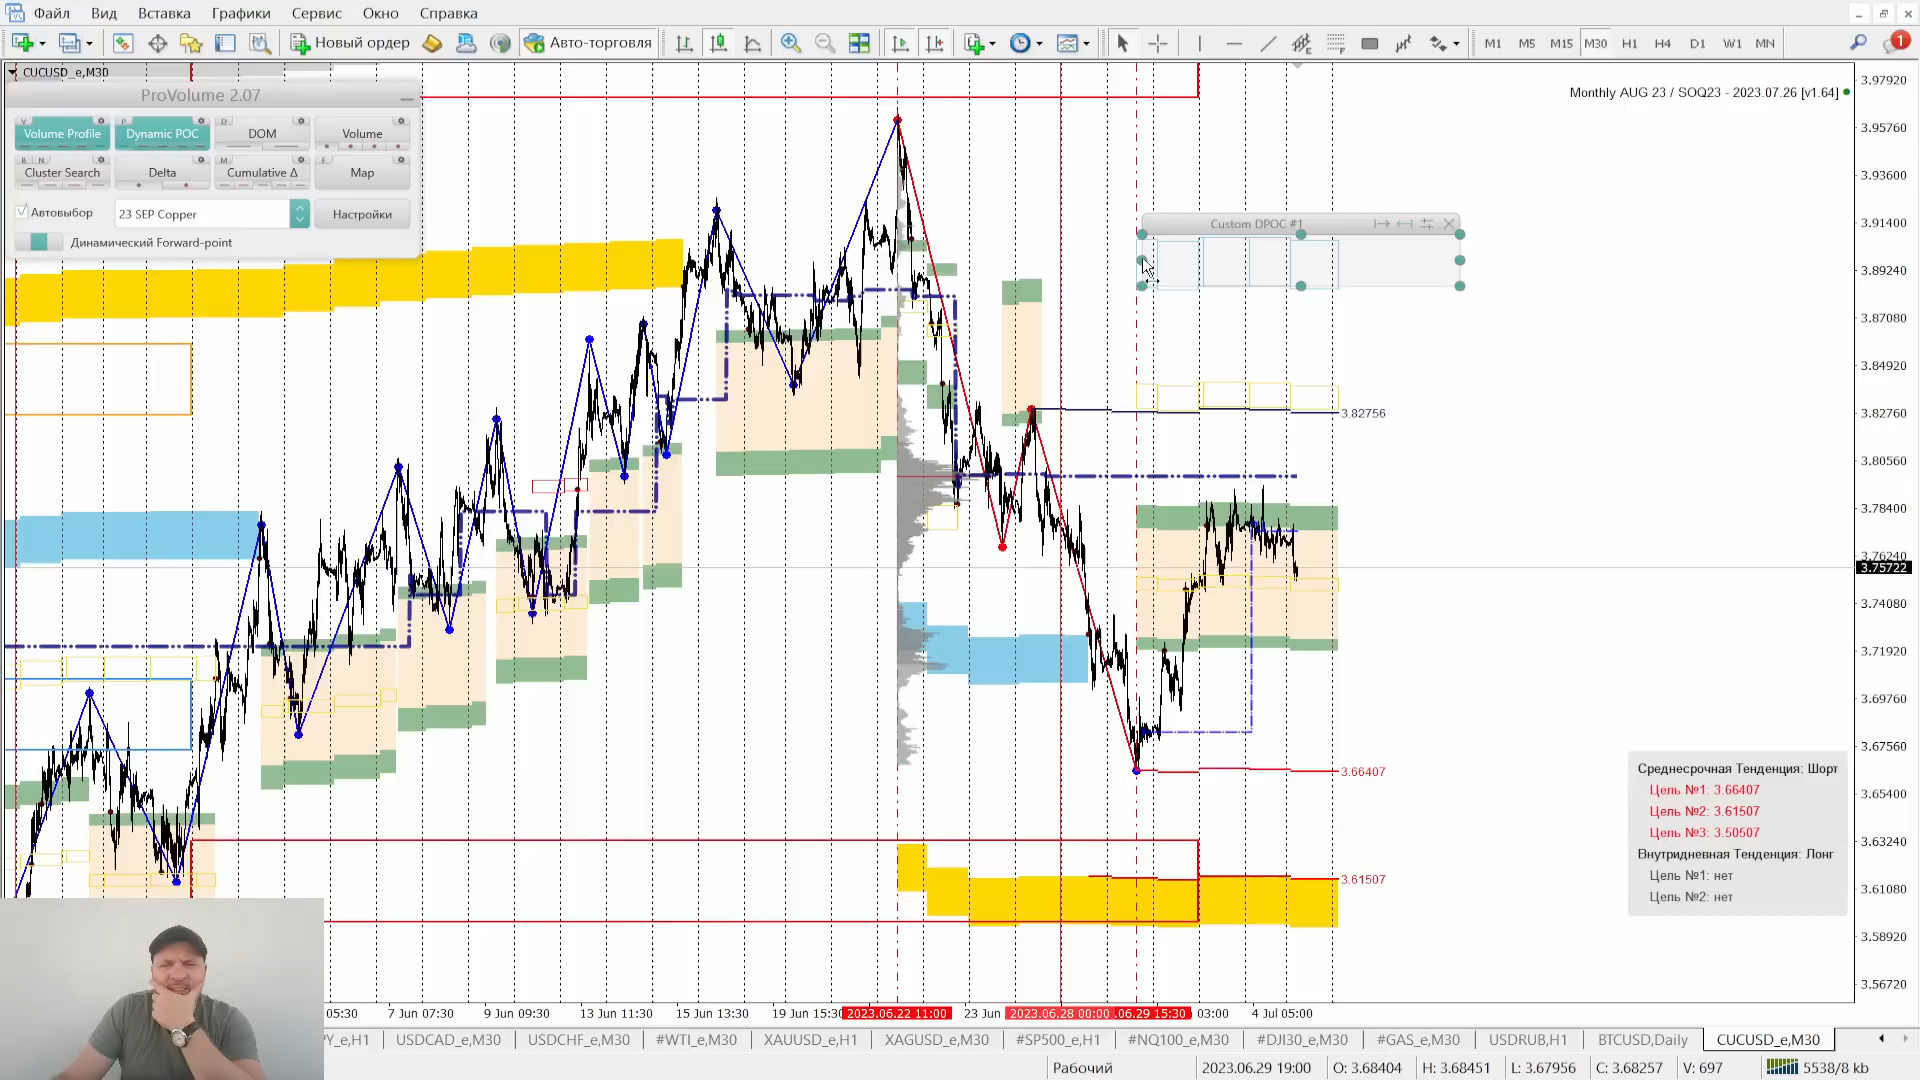 Файл Вид Вставка Графики Сервис Окно Справка
Новый ордер Авто-торговля M1 M5 M15 M30 H1 H4 D1 W1 MN 1
CUCUSD_e,M30
ProVolume 2.07
V P D
Volume Profile Dynamic POC DOM Volume
B N M F
Cluster Search Delta Cumulative Δ Map
Автовыбор 23 SEP Copper Настройки
Динамический Forward-point
Monthly AUG 23 / SOQ23 - 2023.07.26 [v1.64]
Custom DPOC #1
3.82756
3.66407
3.61507
3.97920
3.95760
3.93600
3.91440
3.89240
3.87080
3.84920
3.82760
3.80560
3.78400
3.76240
3.75722
3.74080
3.71920
3.69760
3.67560
3.65400
3.63240
3.61080
3.58920
3.56720
Среднесрочная Тенденция: Шорт
Цель №1: 3.66407
Цель №2: 3.61507
Цель №3: 3.50507
Внутридневная Тенденция: Лонг
Цель №1: нет
Цель №2: нет
05:30 7 Jun 07:30 9 Jun 09:30 13 Jun 11:30 15 Jun 13:30 19 Jun 15:30 2023.06.22 11:00 23 Jun 2023.06.28 00:00 .06.29 15:30 03:00 4 Jul 05:00
PY_e,H1 USDCAD_e,M30 USDCHF_e,M30 #WTI_e,M30 XAUUSD_e,H1 XAGUSD_e,M30 #SP500_e,H1 #NQ100_e,M30 #DJI30_e,M30 #GAS_e,M30 USDRUB,H1 BTCUSD,Daily CUCUSD_e,M30
Рабочий 2023.06.29 19:00 O: 3.68404 H: 3.68451 L: 3.67956 C: 3.68257 V: 697 5538/8 kb